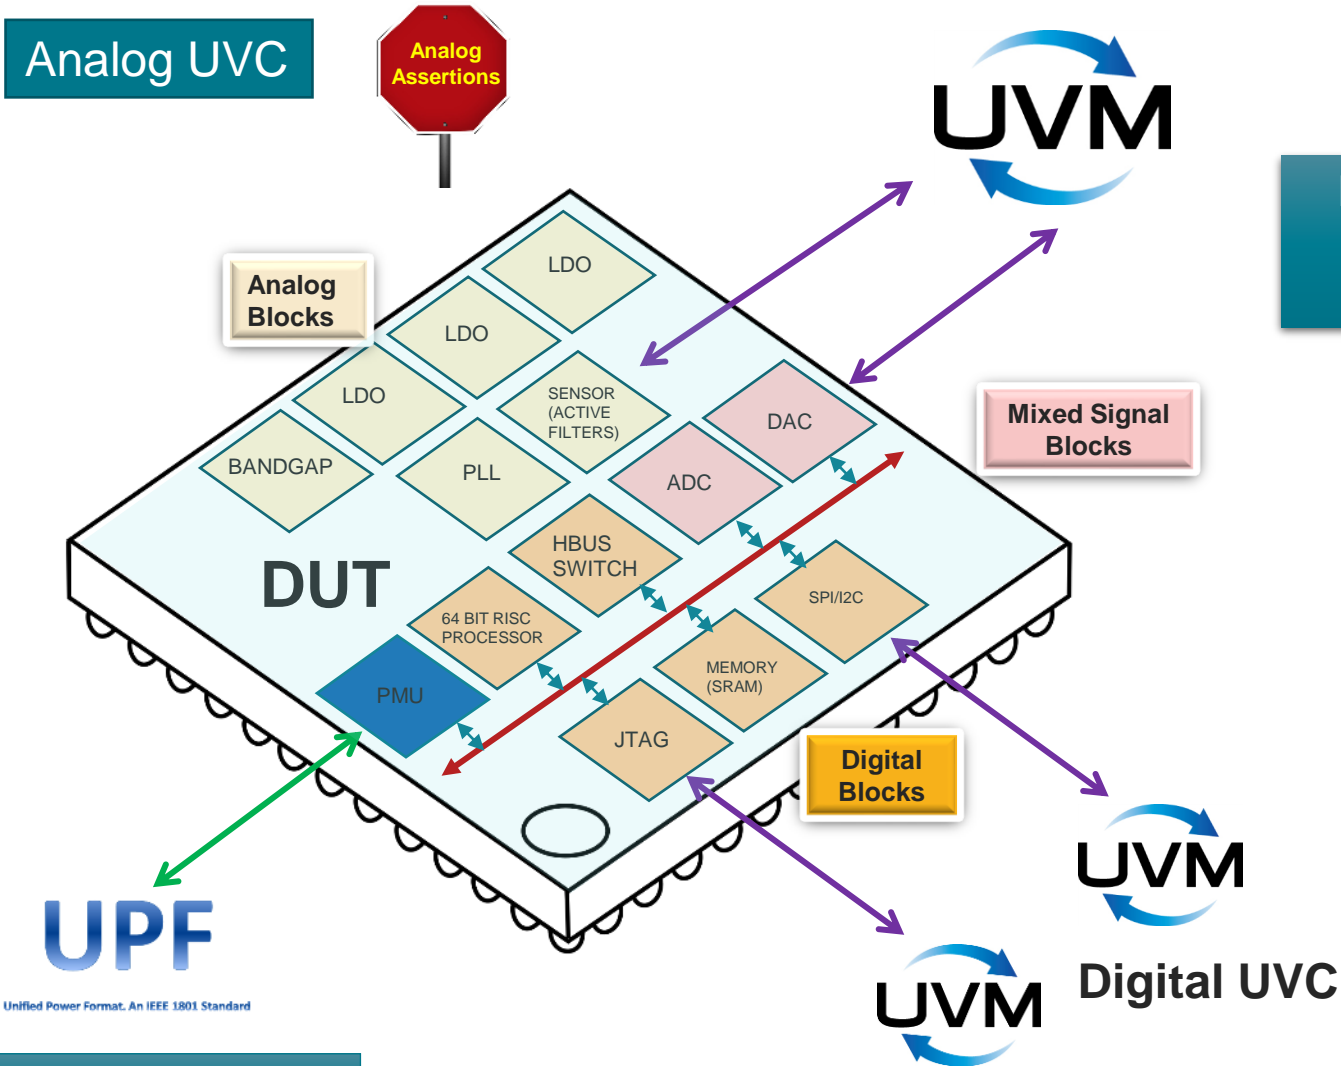 Analog UVC
Analog
Assertions
UVM
Analog
Blocks
LDO
LDO
LDO
SENSOR
(ACTIVE
FILTERS)
DAC
Mixed Signal
Blocks
BANDGAP
PLL
ADC
HBUS
SWITCH
DUT
SPI/I2C
64 BIT RISC
PROCESSOR
MEMORY
(SRAM)
PMU
JTAG
Digital
Blocks
UVM
UPF
Unified Power Format. An IEEE 1801 Standard
Digital UVC
UVM